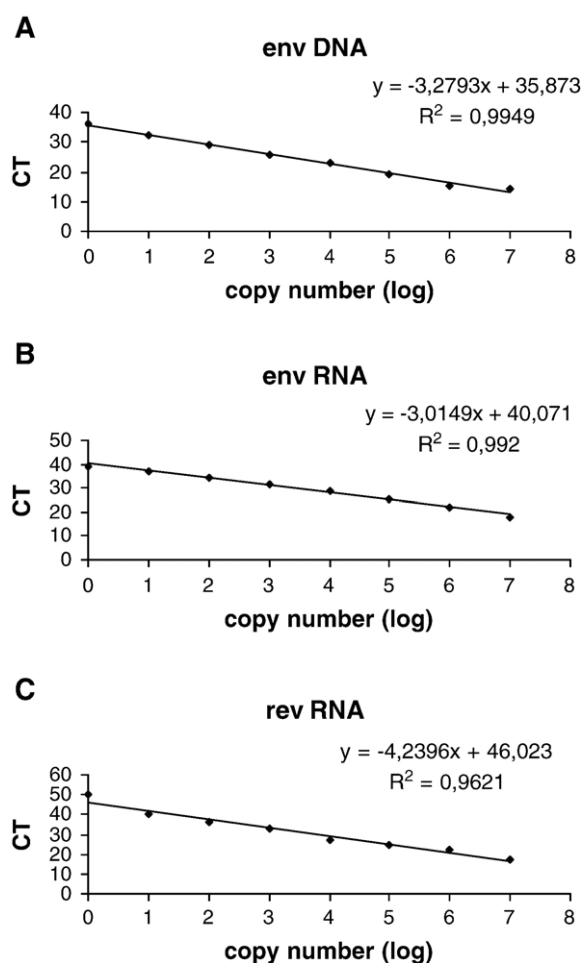 A
env DNA
y = -3,2793x + 35,873
R² = 0,9949
40
30
20
10
0
CT
0 1 2 3 4 5 6 7 8
copy number (log)
B
env RNA
y = -3,0149x + 40,071
R² = 0,992
50
40
30
20
10
0
CT
0 1 2 3 4 5 6 7 8
copy number (log)
C
rev RNA
y = -4,2396x + 46,023
R² = 0,9621
60
50
40
30
20
10
0
CT
0 1 2 3 4 5 6 7 8
copy number (log)